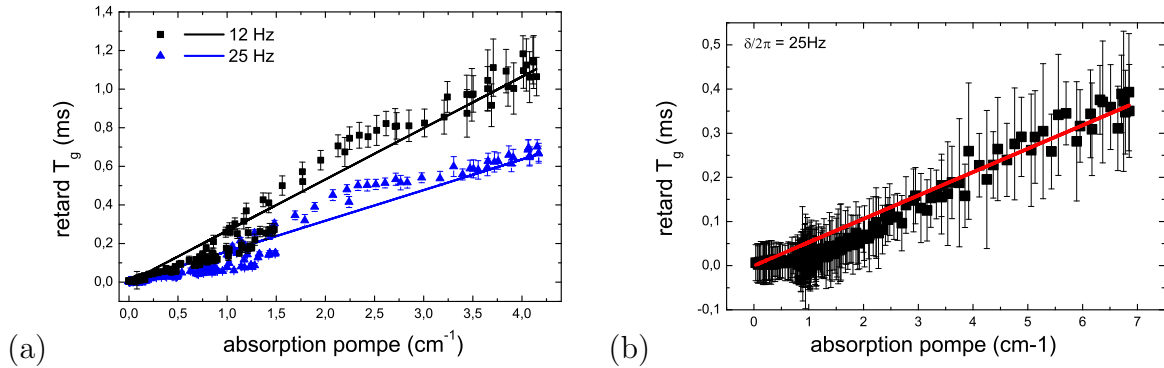 1,4
1,2
1,0
0,8
0,6
0,4
0,2
0,0
retard T_g (ms)
12 Hz
25 Hz
0,0 0,5 1,0 1,5 2,0 2,5 3,0 3,5 4,0
absorption pompe (cm⁻¹)
(a)
δ/2π = 25Hz
0,5
0,4
0,3
0,2
0,1
0,0
-0,1
retard T_g (ms)
0 1 2 3 4 5 6 7
absorption pompe (cm-1)
(b)